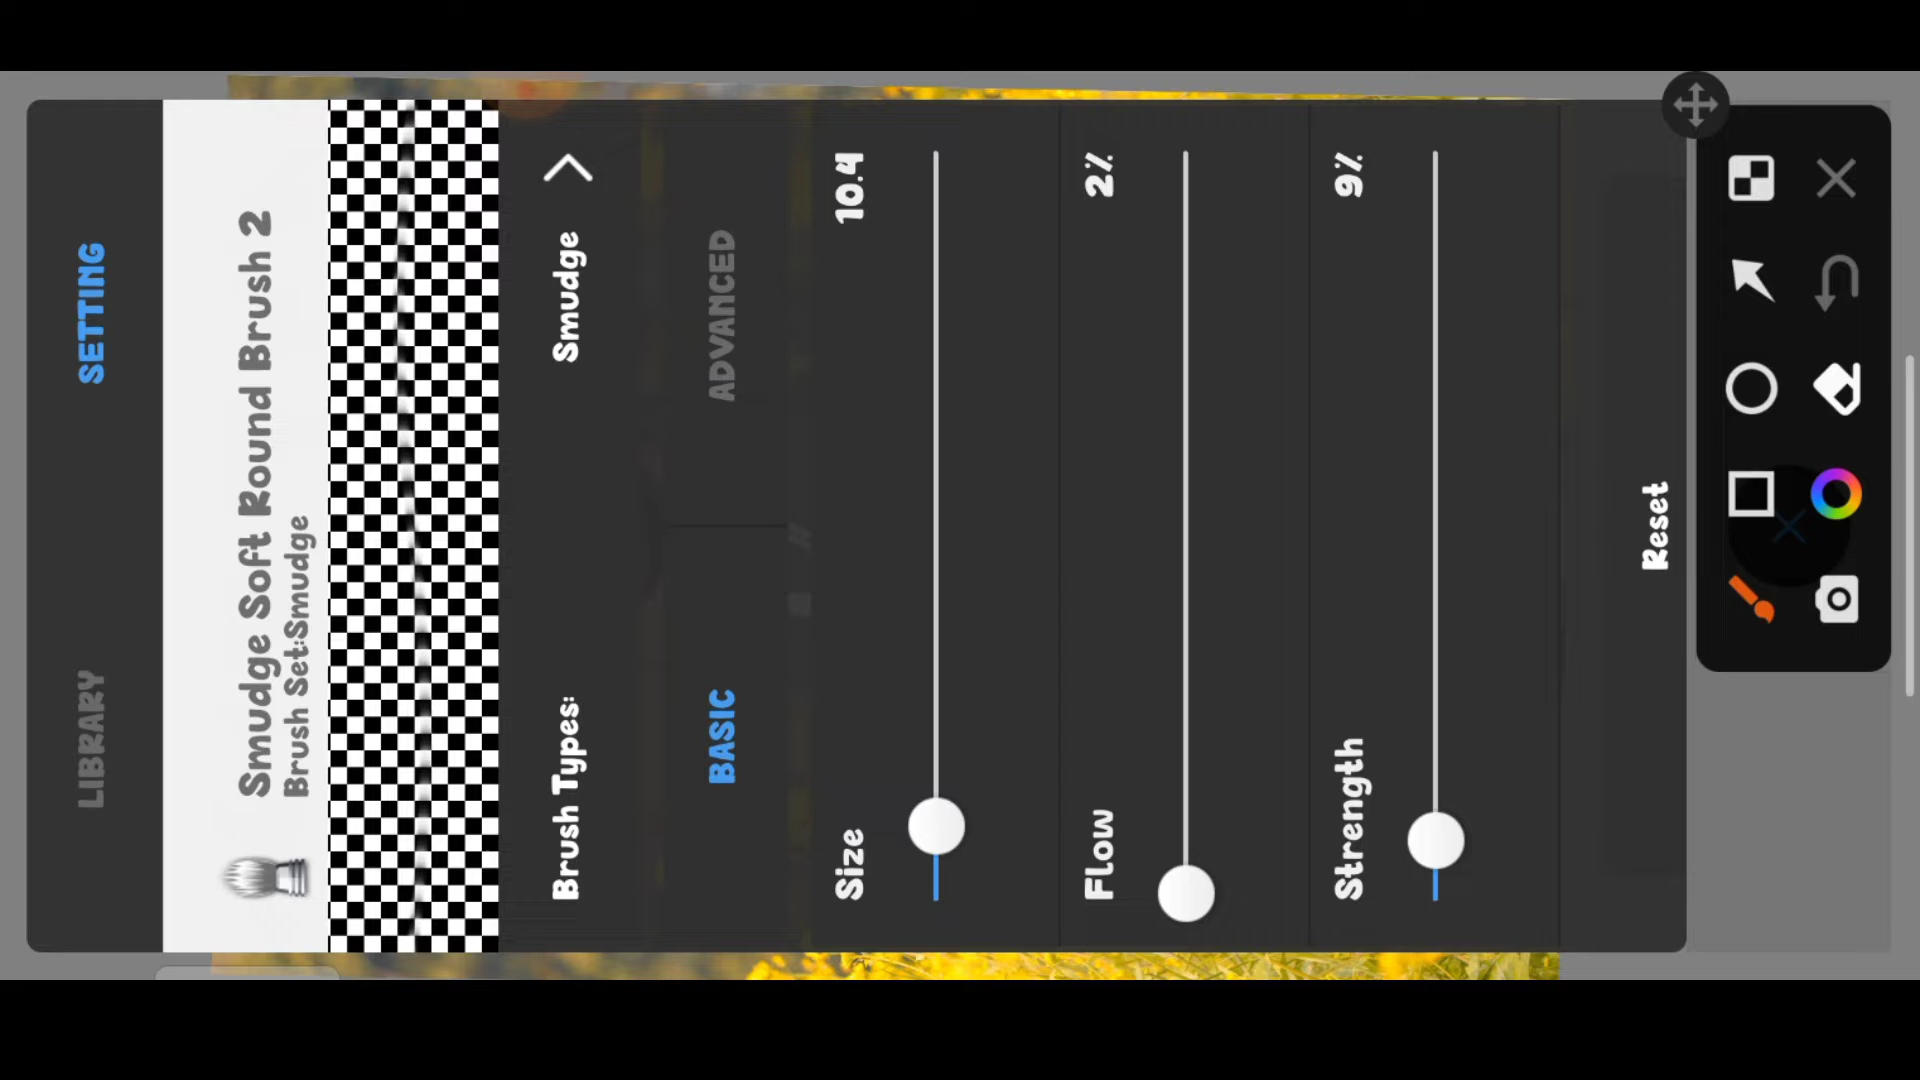 LIBRARY SETTING
Smudge Soft Round Brush 2
Brush Set:Smudge
Brush Types: Smudge
BASIC ADVANCED
Size 10.4
Flow 2%
Strength 9%
Reset